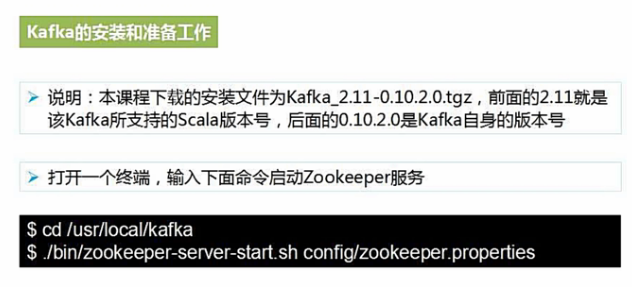 Kafka的安装和准备工作
说明：本课程下载的安装文件为Kafka_2.11-0.10.2.0.tgz，前面的2.11就是
该Kafka所支持的Scala版本号，后面的0.10.2.0是Kafka自身的版本号
打开一个终端，输入下面命令启动Zookeeper服务
$ cd /usr/local/kafka
$ ./bin/zookeeper-server-start.sh config/zookeeper.properties